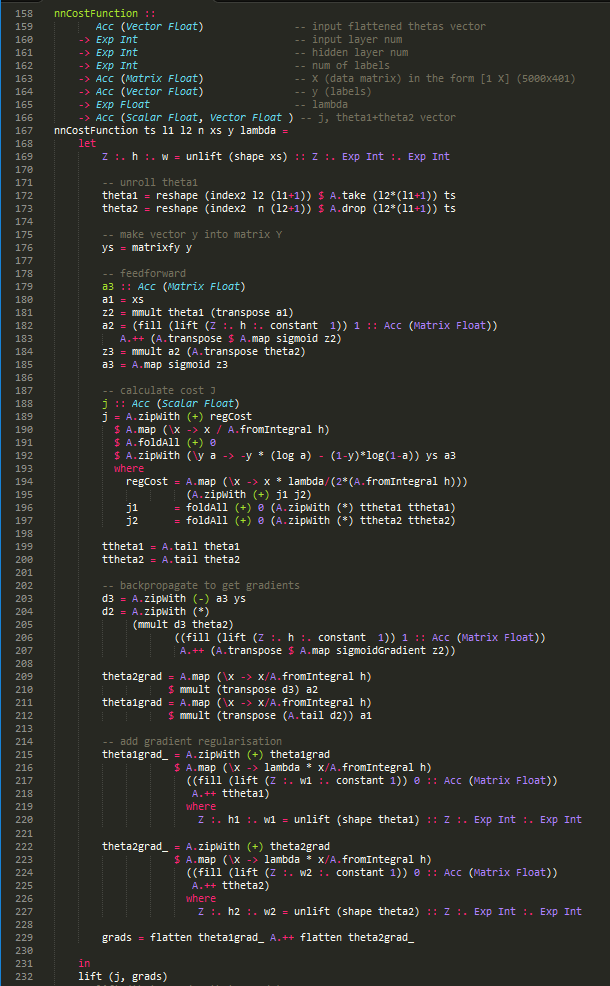 158 nnCostFunction ::
159       Acc (Vector Float)              -- input flattened thetas vector
160    -> Exp Int                         -- input layer num
161    -> Exp Int                         -- hidden layer num
162    -> Exp Int                         -- num of labels
163    -> Acc (Matrix Float)              -- X (data matrix) in the form [1 X] (5000x401)
164    -> Acc (Vector Float)              -- y (labels)
165    -> Exp Float                       -- lambda
166    -> Acc (Scalar Float, Vector Float ) -- j, theta1+theta2 vector
167 nnCostFunction ts l1 l2 n xs y lambda =
168    let
169        Z :. h :. w = unlift (shape xs) :: Z :. Exp Int :. Exp Int
170
171        -- unroll theta1
172        theta1 = reshape (index2 l2 (l1+1)) $ A.take (l2*(l1+1)) ts
173        theta2 = reshape (index2  n (l2+1)) $ A.drop (l2*(l1+1)) ts
174
175        -- make vector y into matrix Y
176        ys = matrixfy y
177
178        -- feedforward
179        a3 :: Acc (Matrix Float)
180        a1 = xs
181        z2 = mmult theta1 (transpose a1)
182        a2 = (fill (lift (Z :. h :. constant  1)) 1 :: Acc (Matrix Float))
183           A.++ (A.transpose $ A.map sigmoid z2)
184        z3 = mmult a2 (A.transpose theta2)
185        a3 = A.map sigmoid z3
186
187        -- calculate cost J
188        j :: Acc (Scalar Float)
189        j = A.zipWith (+) regCost
190          $ A.map (\x -> x / A.fromIntegral h)
191          $ A.foldAll (+) 0
192          $ A.zipWith (\y a -> -y * (log a) - (1-y)*log(1-a)) ys a3
193          where
194            regCost = A.map (\x -> x * lambda/(2*(A.fromIntegral h)))
195                      (A.zipWith (+) j1 j2)
196            j1      = foldAll (+) 0 (A.zipWith (*) ttheta1 ttheta1)
197            j2      = foldAll (+) 0 (A.zipWith (*) ttheta2 ttheta2)
198
199        ttheta1 = A.tail theta1
200        ttheta2 = A.tail theta2
201
202        -- backpropagate to get gradients
203        d3 = A.zipWith (-) a3 ys
204        d2 = A.zipWith (*)
205             (mmult d3 theta2)
206                    ((fill (lift (Z :. h :. constant  1)) 1 :: Acc (Matrix Float))
207                     A.++ (A.transpose $ A.map sigmoidGradient z2))
208
209        theta2grad = A.map (\x -> x/A.fromIntegral h)
210                   $ mmult (transpose d3) a2
211        theta1grad = A.map (\x -> x/A.fromIntegral h)
212                   $ mmult (transpose (A.tail d2)) a1
213
214        -- add gradient regularisation
215        theta1grad_ = A.zipWith (+) theta1grad
216                    $ A.map (\x -> lambda * x/A.fromIntegral h)
217                      ((fill (lift (Z :. w1 :. constant 1)) 0 :: Acc (Matrix Float))
218                       A.++ ttheta1)
219                      where
220                        Z :. h1 :. w1 = unlift (shape theta1) :: Z :. Exp Int :. Exp Int
221
222        theta2grad_ = A.zipWith (+) theta2grad
223                    $ A.map (\x -> lambda * x/A.fromIntegral h)
224                      ((fill (lift (Z :. w2 :. constant 1)) 0 :: Acc (Matrix Float))
225                       A.++ ttheta2)
226                      where
227                        Z :. h2 :. w2 = unlift (shape theta2) :: Z :. Exp Int :. Exp Int
228
229        grads = flatten theta1grad_ A.++ flatten theta2grad_
230
231    in
232    lift (j, grads)